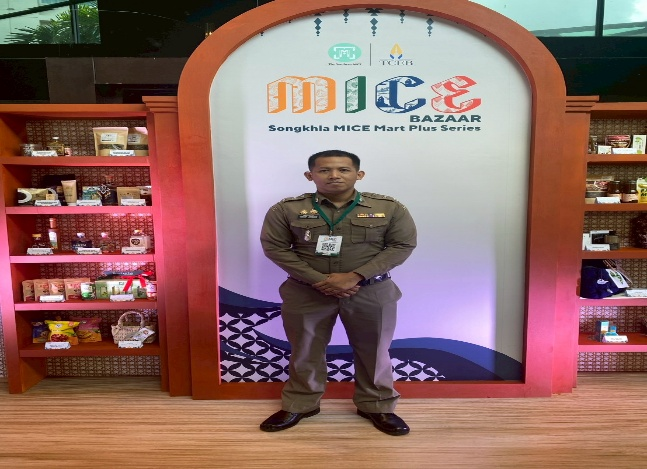 TCEB
MICE
BAZAAR
Songkhla MICE Mart Plus Series